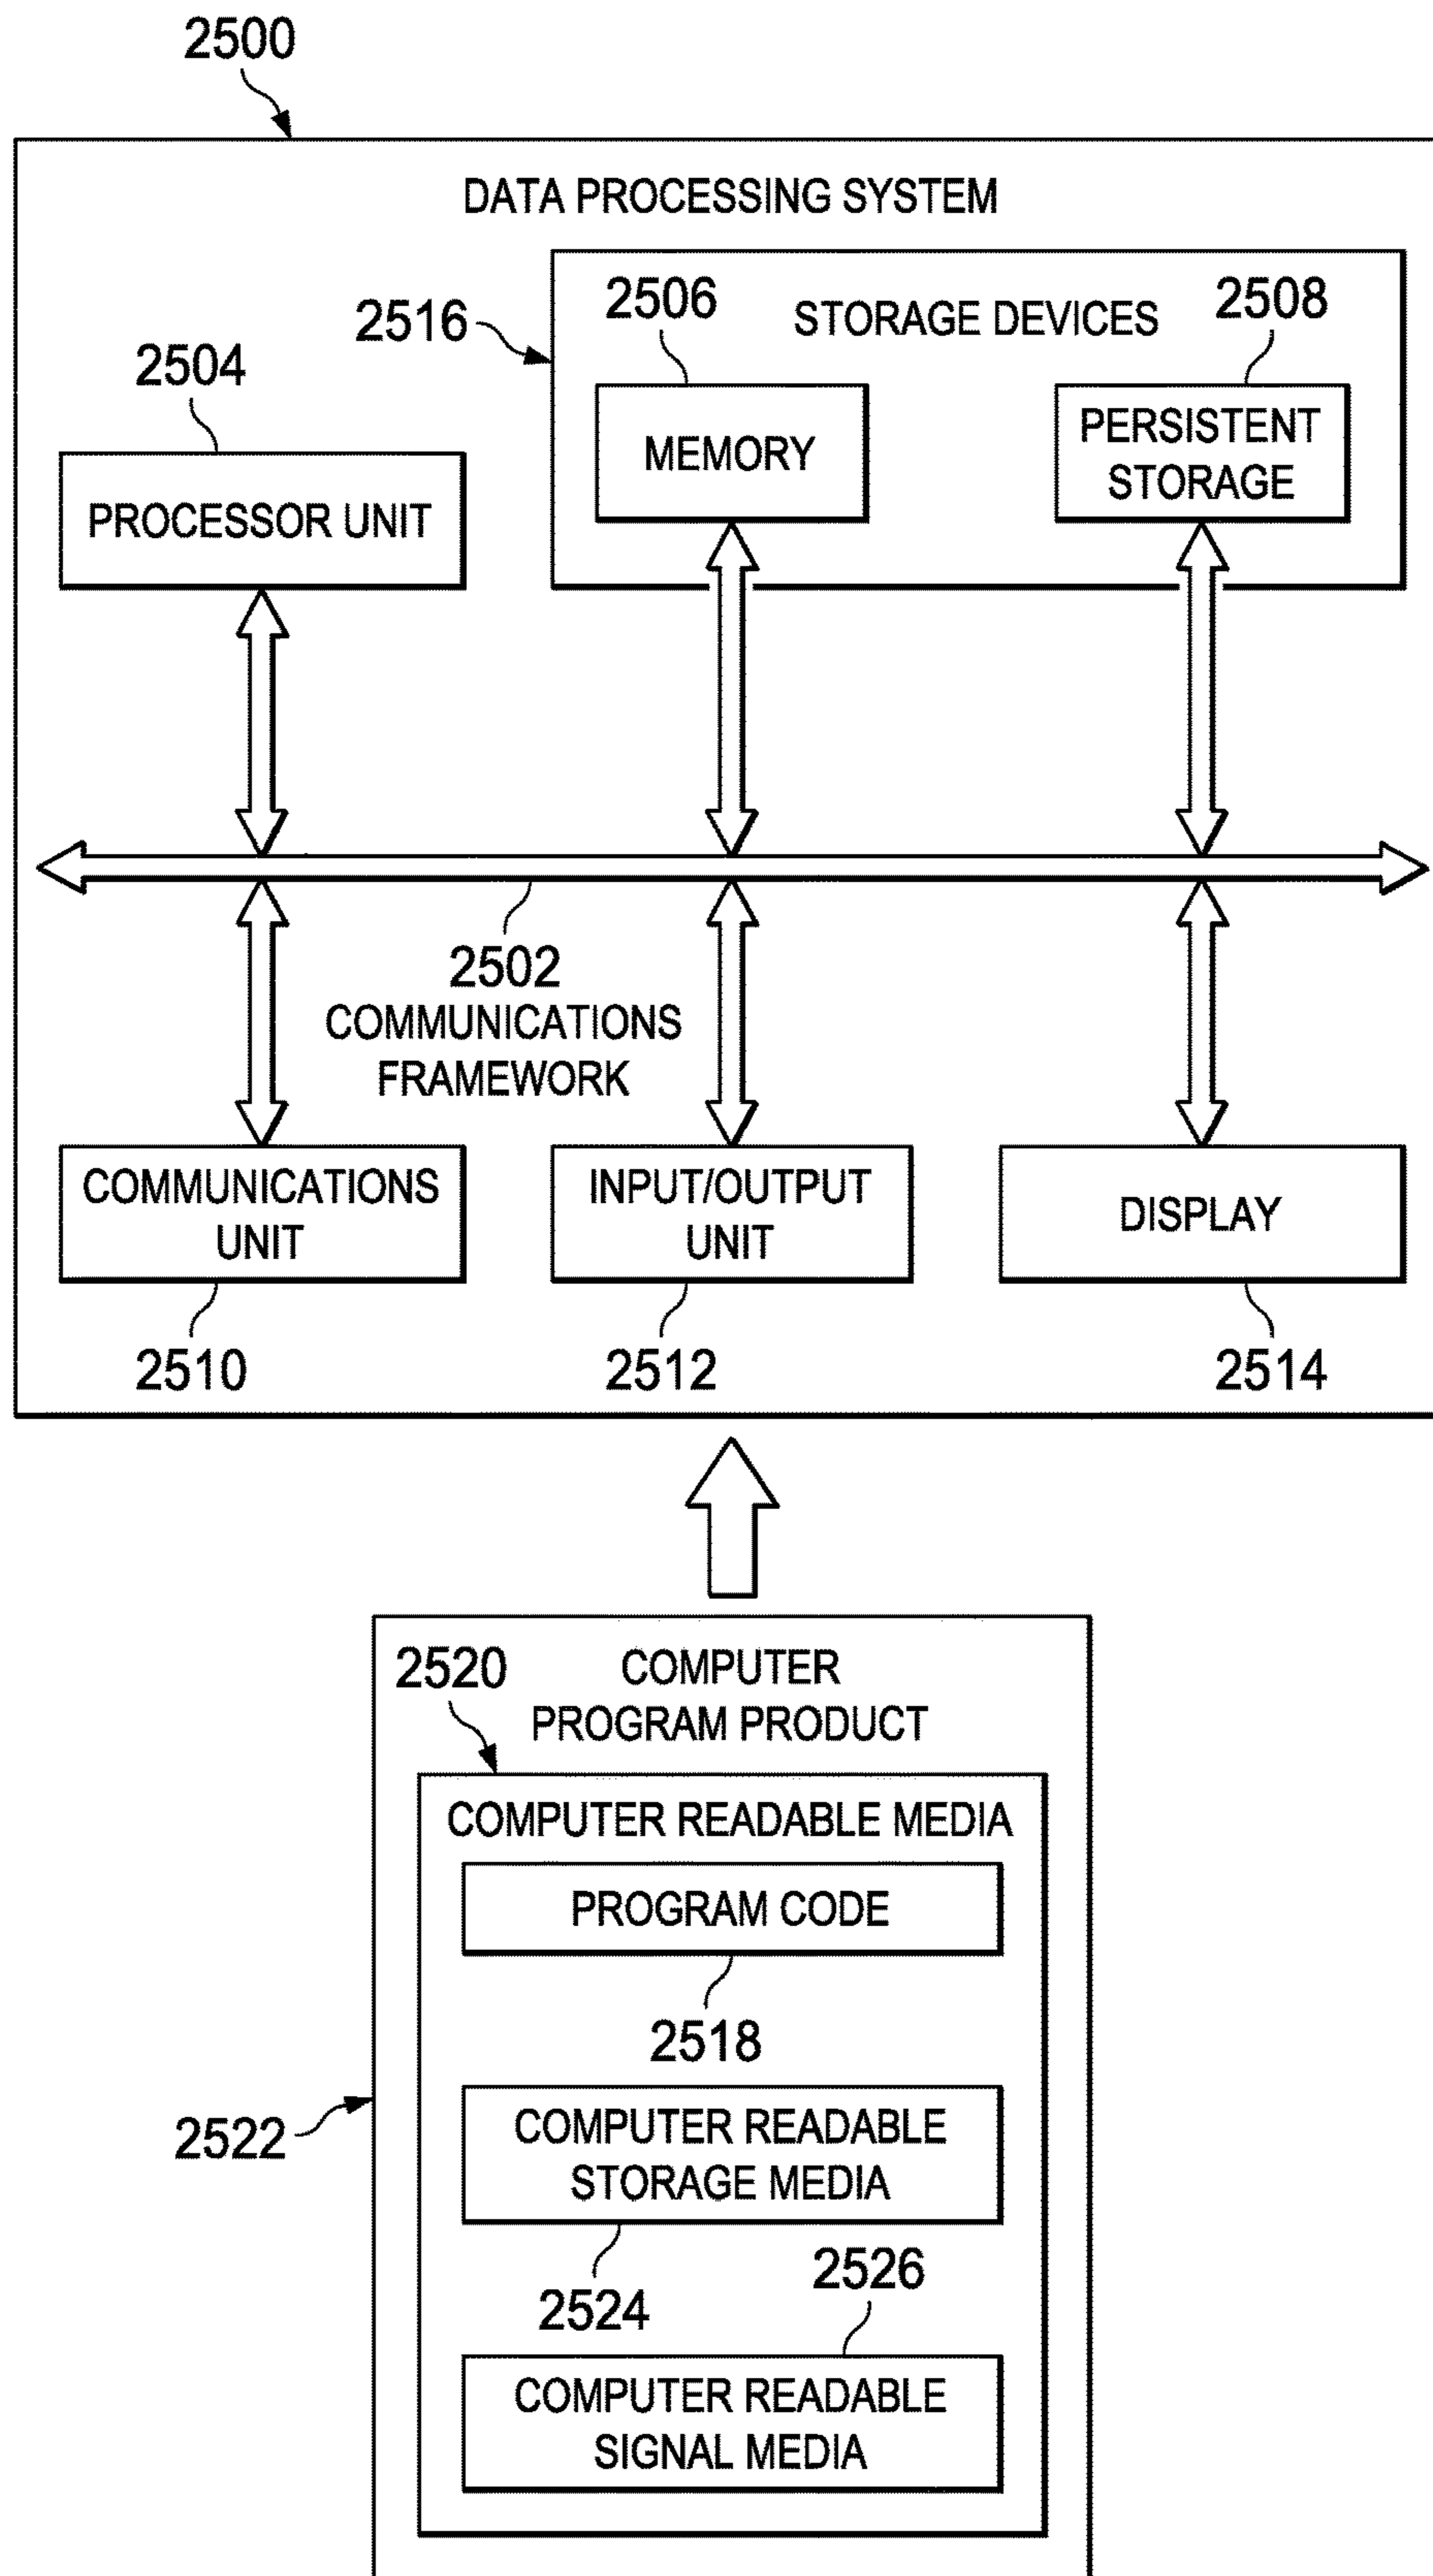 2500
DATA PROCESSING SYSTEM
2516
2506
STORAGE DEVICES
2508
2504
MEMORY
PERSISTENT
STORAGE
PROCESSOR UNIT
2502
COMMUNICATIONS
FRAMEWORK
COMMUNICATIONS
UNIT
INPUT/OUTPUT
UNIT
DISPLAY
2510
2512
2514
2520
COMPUTER
PROGRAM PRODUCT
COMPUTER READABLE MEDIA
PROGRAM CODE
2518
2522
COMPUTER READABLE
STORAGE MEDIA
2524
2526
COMPUTER READABLE
SIGNAL MEDIA